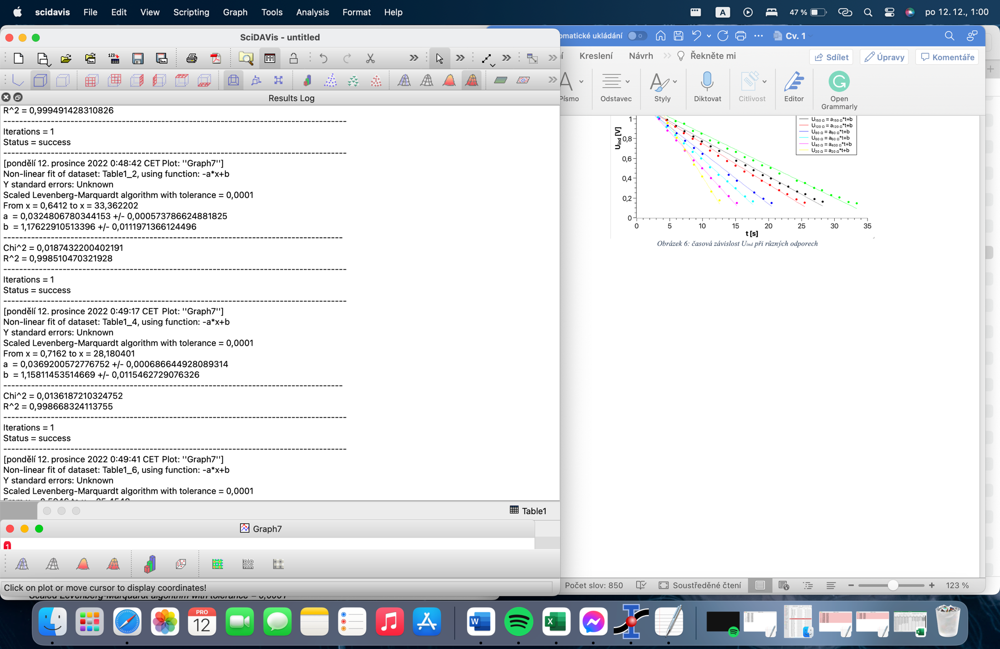 scidavis File Edit View Scripting Graph Tools Analysis Format Help
A
47 %
po 12. 12., 1:00
SciDAVis - untitled
Results Log
R^2 = 0,999491428310826
---------------------------------------------------------------------------------------
Iterations = 1
Status = success
---------------------------------------------------------------------------------------
[pondělí 12. prosince 2022 0:48:42 CET Plot: ''Graph7'']
Non-linear fit of dataset: Table1_2, using function: -a*x+b
Y standard errors: Unknown
Scaled Levenberg-Marquardt algorithm with tolerance = 0,0001
From x = 0,6412 to x = 33,362202
a = 0,0324806780344153 +/- 0,000573786624881825
b = 1,17622910513396 +/- 0,0111971366124496
--------------------------------------------------------------------------------------
Chi^2 = 0,0187432200402191
R^2 = 0,998510470321928
---------------------------------------------------------------------------------------
Iterations = 1
Status = success
---------------------------------------------------------------------------------------
[pondělí 12. prosince 2022 0:49:17 CET Plot: ''Graph7'']
Non-linear fit of dataset: Table1_4, using function: -a*x+b
Y standard errors: Unknown
Scaled Levenberg-Marquardt algorithm with tolerance = 0,0001
From x = 0,7162 to x = 28,180401
a = 0,0369200572776752 +/- 0,000686644928089314
b = 1,15811453514669 +/- 0,0115462729076326
--------------------------------------------------------------------------------------
Chi^2 = 0,0136187210324752
R^2 = 0,998668324113755
---------------------------------------------------------------------------------------
Iterations = 1
Status = success
---------------------------------------------------------------------------------------
[pondělí 12. prosince 2022 0:49:41 CET Plot: ''Graph7'']
Non-linear fit of dataset: Table1_6, using function: -a*x+b
Y standard errors: Unknown
Scaled Levenberg-Marquardt algorithm with tolerance = 0,0001
Table1
Graph7
1
Click on plot or move cursor to display coordinates!
Scaled Levenberg-Marquardt algorithm with tolerance = 0,0001
omatické ukládání
Cv. 1
Kreslení Návrh Řekněte mi
Sdílet Úpravy Komentáře
Písmo Odstavec Styly Diktovat Citlivost Editor Open
Grammarly
U150 Ω = a150 Ω*t+b
U120 Ω = a120 Ω*t+b
U80 Ω = a80 Ω*t+b
U60 Ω = a60 Ω*t+b
U40 Ω = a400 Ω*t+b
U20 Ω = a20 Ω*t+b
Uind [V]
1
0,8
0,6
0,4
0,2
0
0 5 10 15 20 25 30 35
t [s]
Obrázek 6: časová závislost Uind při různých odporech
Počet slov: 850 Soustředěné čtení 123 %
PRO
12